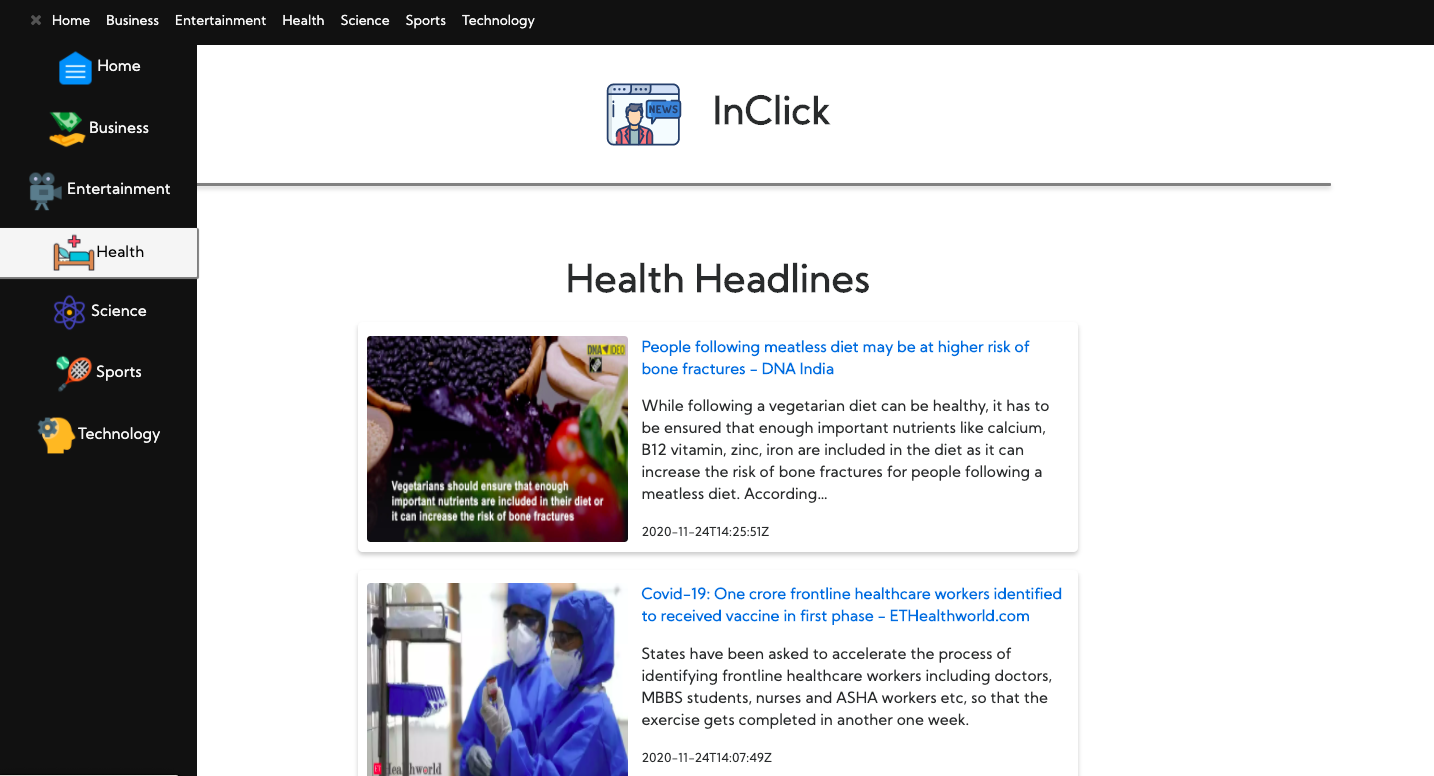 Home Business Entertainment Health Science Sports Technology
Home
Business
Entertainment
Health
Science
Sports
Technology
NEWS
InClick
Health Headlines
DNA VIDEO
Vegetarians should ensure that enough
important nutrients are included in their diet or
it can increase the risk of bone fractures
People following meatless diet may be at higher risk of
bone fractures - DNA India
While following a vegetarian diet can be healthy, it has to
be ensured that enough important nutrients like calcium,
B12 vitamin, zinc, iron are included in the diet as it can
increase the risk of bone fractures for people following a
meatless diet. According...
2020-11-24T14:25:51Z
ET Healthworld
Covid-19: One crore frontline healthcare workers identified
to received vaccine in first phase - ETHealthworld.com
States have been asked to accelerate the process of
identifying frontline healthcare workers including doctors,
MBBS students, nurses and ASHA workers etc, so that the
exercise gets completed in another one week.
2020-11-24T14:07:49Z